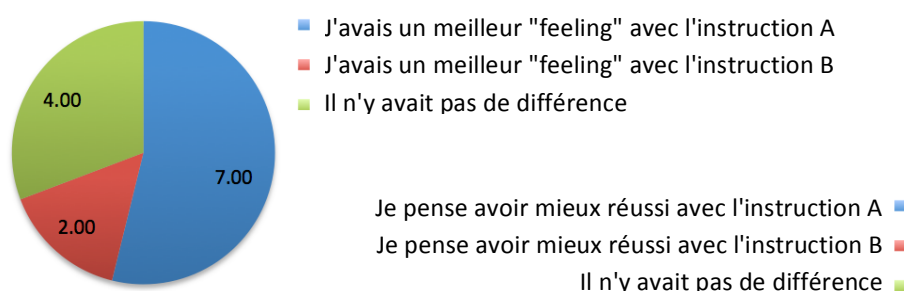 J'avais un meilleur "feeling" avec l'instruction A
J'avais un meilleur "feeling" avec l'instruction B
Il n'y avait pas de différence
4.00
7.00
2.00
Je pense avoir mieux réussi avec l'instruction A
Je pense avoir mieux réussi avec l'instruction B
Il n'y avait pas de différence